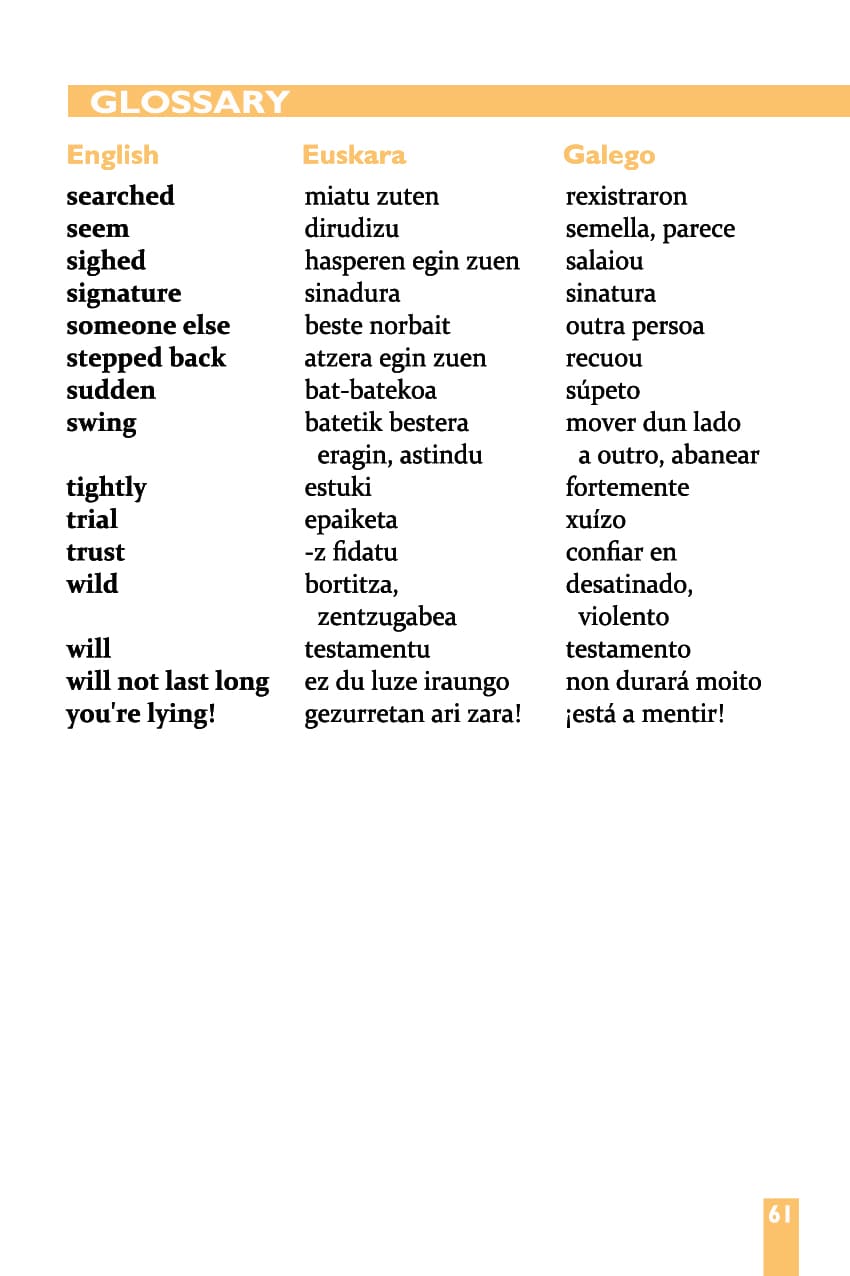 GLOSSARY
English Euskara Galego
searched miatu zuten rexistraron
seem dirudizu semella, parece
sighed hasperen egin zuen salaiou
signature sinadura sinatura
someone else beste norbait outra persoa
stepped back atzera egin zuen recuou
sudden bat-batekoa súpeto
swing batetik bestera mover dun lado
eragin, astindu a outro, abanear
tightly estuki fortemente
trial epaiketa xuízo
trust -z fidatu confiar en
wild bortitza, desatinado,
zentzugabea violento
will testamentu testamento
will not last long ez du luze iraungo non durará moito
you're lying! gezurretan ari zara! ¡está a mentir!
61